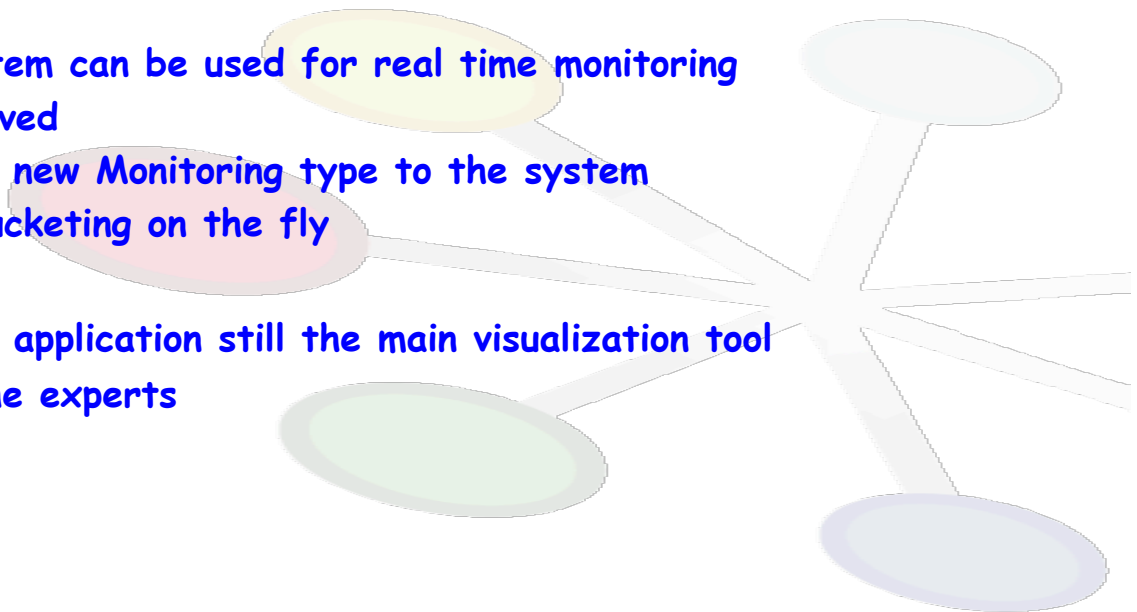 tem can be used for real time monitoring
ved
new Monitoring type to the system
cketing on the fly
application still the main visualization tool
e experts